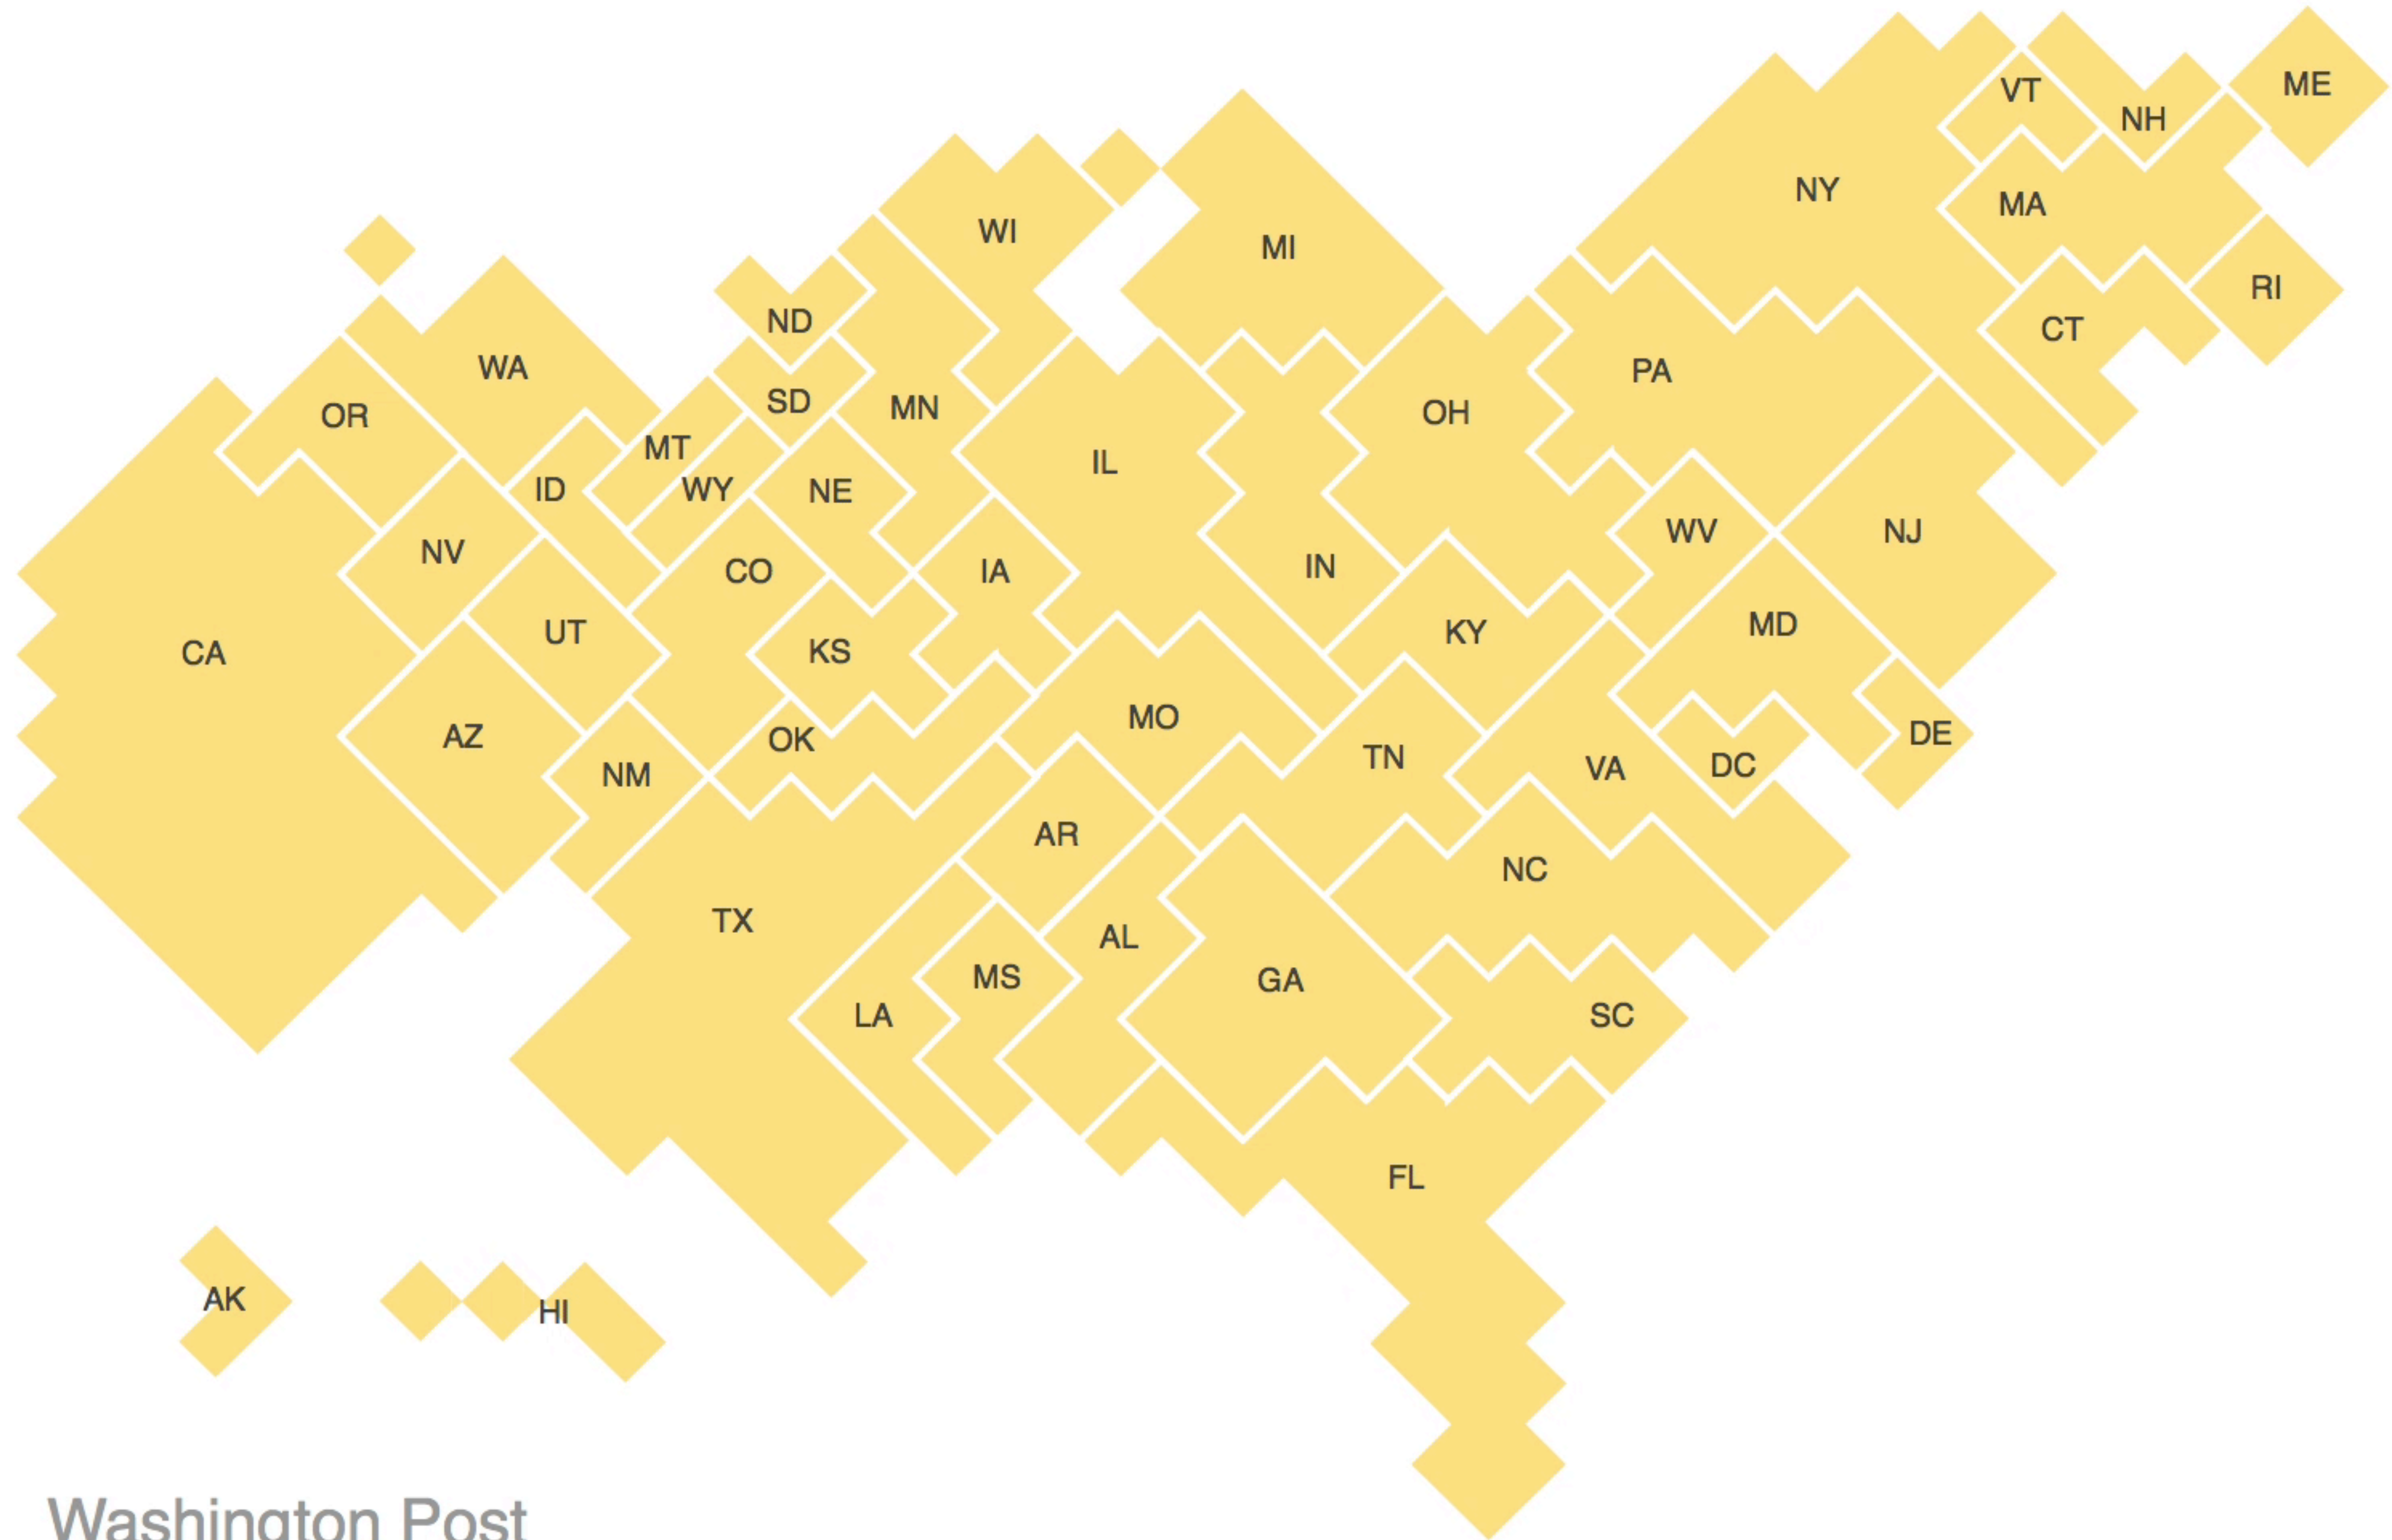 ME
VT
NH
NY
MA
WI
MI
RI
ND
CT
WA
PA
SD
MN
OH
OR
MT
IL
ID
WY
NE
WV
NJ
NV
CO
IA
IN
UT
KY
MD
CA
KS
MO
AZ
OK
DE
NM
TN
VA
DC
AR
NC
TX
AL
MS
GA
LA
SC
FL
AK
HI
Washington Post